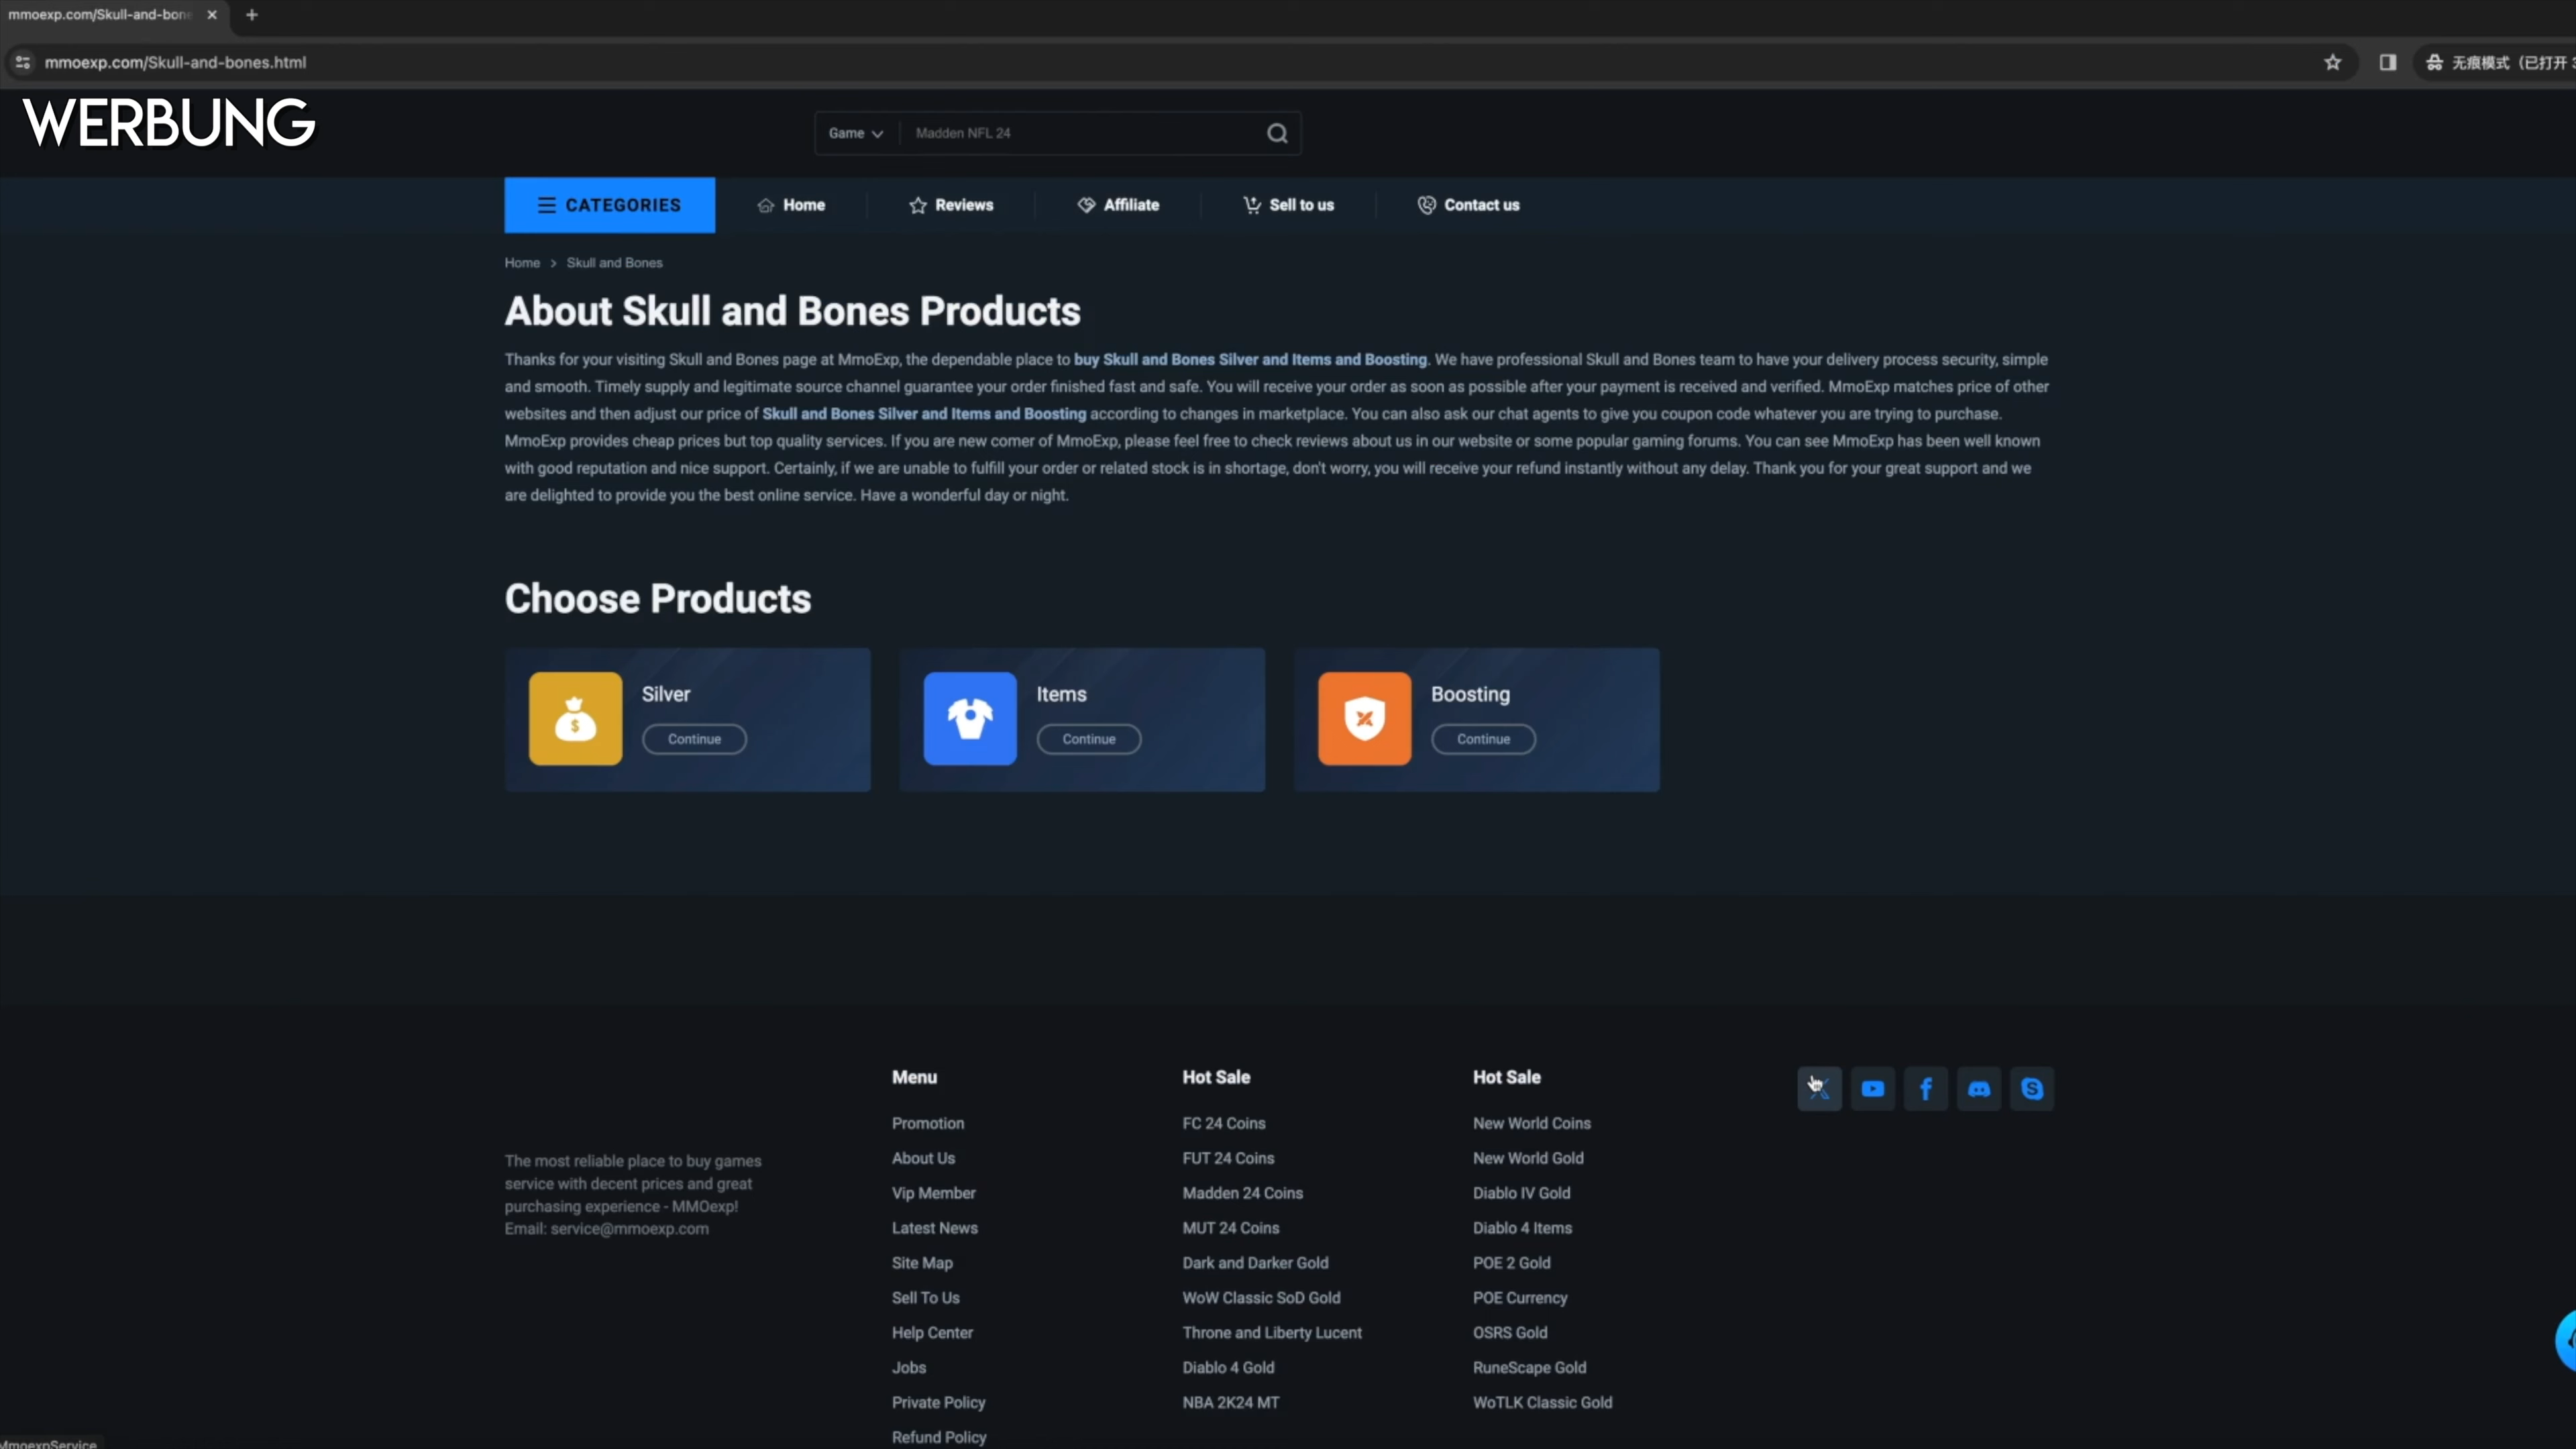 mmoexp.com/Skull-and-bone
mmoexp.com/Skull-and-bones.html
无痕模式（已打开 3
WERBUNG
Game
Madden NFL 24
CATEGORIES
Home
Reviews
Affiliate
Sell to us
Contact us
Home > Skull and Bones
About Skull and Bones Products
Thanks for your visiting Skull and Bones page at MmoExp, the dependable place to buy Skull and Bones Silver and Items and Boosting. We have professional Skull and Bones team to have your delivery process security, simple
and smooth. Timely supply and legitimate source channel guarantee your order finished fast and safe. You will receive your order as soon as possible after your payment is received and verified. MmoExp matches price of other
websites and then adjust our price of Skull and Bones Silver and Items and Boosting according to changes in marketplace. You can also ask our chat agents to give you coupon code whatever you are trying to purchase.
MmoExp provides cheap prices but top quality services. If you are new comer of MmoExp, please feel free to check reviews about us in our website or some popular gaming forums. You can see MmoExp has been well known
with good reputation and nice support. Certainly, if we are unable to fulfill your order or related stock is in shortage, don't worry, you will receive your refund instantly without any delay. Thank you for your great support and we
are delighted to provide you the best online service. Have a wonderful day or night.
Choose Products
Silver
Continue
Items
Continue
Boosting
Continue
The most reliable place to buy games
service with decent prices and great
purchasing experience - MMOexp!
Email: service@mmoexp.com
Menu
Promotion
About Us
Vip Member
Latest News
Site Map
Sell To Us
Help Center
Jobs
Private Policy
Refund Policy
Hot Sale
FC 24 Coins
FUT 24 Coins
Madden 24 Coins
MUT 24 Coins
Dark and Darker Gold
WoW Classic SoD Gold
Throne and Liberty Lucent
Diablo 4 Gold
NBA 2K24 MT
Hot Sale
New World Coins
New World Gold
Diablo IV Gold
Diablo 4 Items
POE 2 Gold
POE Currency
OSRS Gold
RuneScape Gold
WoTLK Classic Gold
MmoexpService